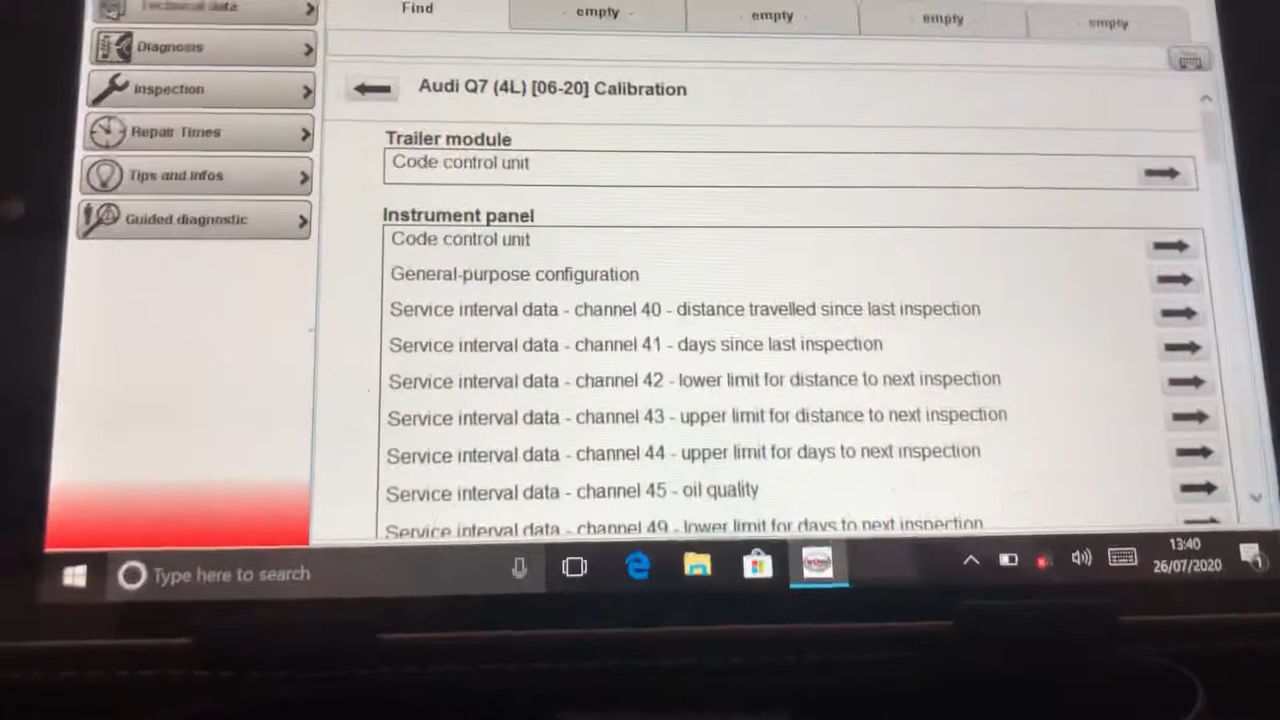 Technical data
Find
empty
empty
empty
empty
Diagnosis
Inspection
Audi Q7 (4L) [06-20] Calibration
Repair Times
Trailer module
Code control unit
Tips and infos
Guided diagnostic
Instrument panel
Code control unit
General-purpose configuration
Service interval data - channel 40 - distance travelled since last inspection
Service interval data - channel 41 - days since last inspection
Service interval data - channel 42 - lower limit for distance to next inspection
Service interval data - channel 43 - upper limit for distance to next inspection
Service interval data - channel 44 - upper limit for days to next inspection
Service interval data - channel 45 - oil quality
Service interval data - channel 49 - lower limit for days to next inspection
Type here to search
13:40
26/07/2020
1